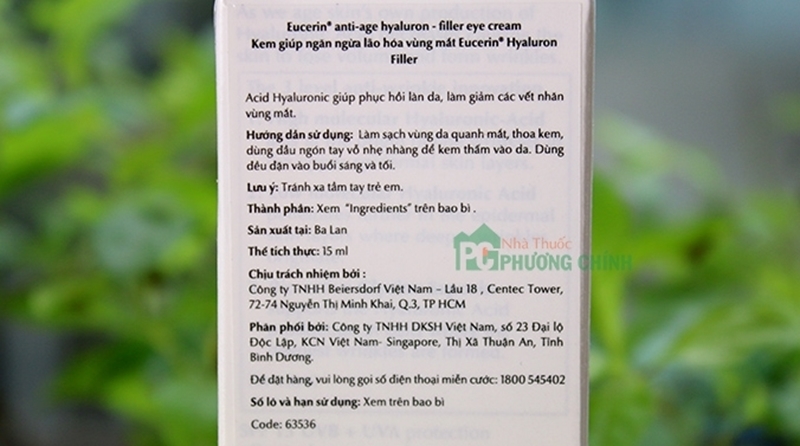 Eucerin® anti-age hyaluron - filler eye cream
Kem giúp ngăn ngừa lão hóa vùng mắt Eucerin® Hyaluron
Filler
Acid Hyaluronic giúp phục hồi làn da, làm giảm các vết nhăn
vùng mắt.
Hướng dẫn sử dụng: Làm sạch vùng da quanh mắt, thoa kem,
dùng đầu ngón tay vỗ nhẹ nhàng để kem thấm vào da. Dùng
đều đặn vào buổi sáng và tối.
Lưu ý: Tránh xa tầm tay trẻ em.
Thành phần: Xem "Ingredients" trên bao bì .
Sản xuất tại: Ba Lan
Thể tích thực: 15 ml
PC Nhà Thuốc
PHƯƠNG CHÍNH
Chịu trách nhiệm bởi :
Công ty TNHH Beiersdorf Việt Nam – Lầu 18 , Centec Tower,
72-74 Nguyễn Thị Minh Khai, Q.3, TP HCM
Phân phối bởi: Công ty TNHH DKSH Việt Nam, số 23 Đại lộ
Độc Lập, KCN Việt Nam- Singapore, Thị Xã Thuận An, Tỉnh
Bình Dương.
Để đặt hàng, vui lòng gọi số điện thoại miễn cước: 1800 545402
Số lô và hạn sử dụng: Xem trên bao bì
Code: 63536
UVB + UVA protection